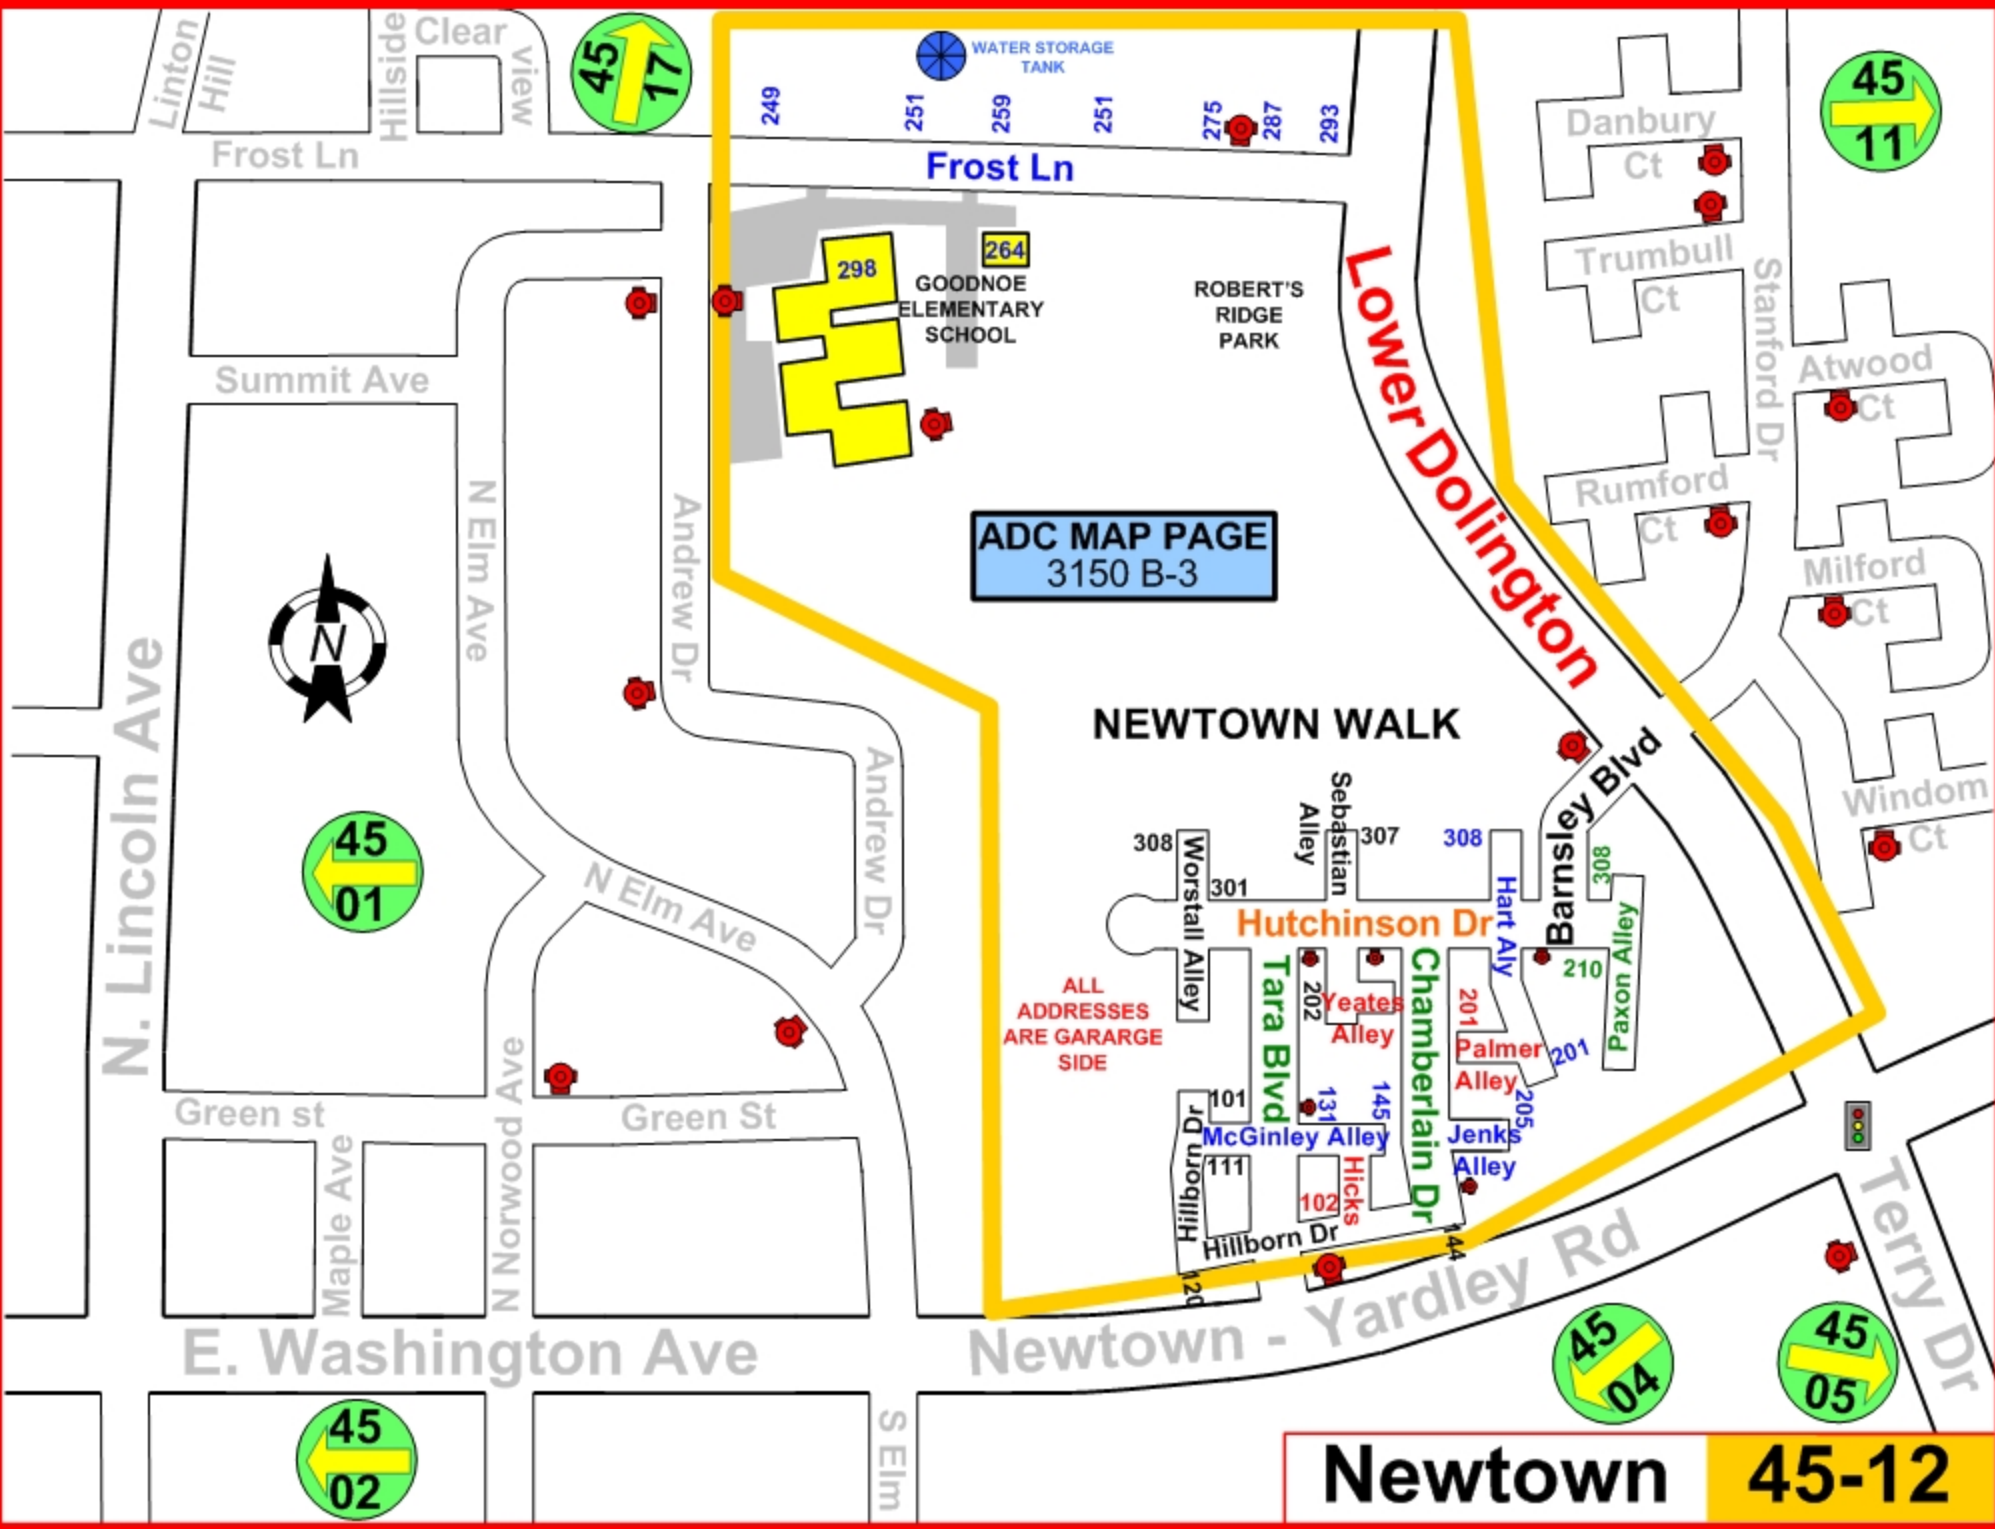 Linton
Hill
Hillside
Clear
view
45
17
WATER STORAGE
TANK
249
251
259
251
275
287
293
45
11
Danbury
Ct
Frost Ln
Frost Ln
Trumbull
Ct
298
264
GOODNOE
ELEMENTARY
SCHOOL
ROBERT'S
RIDGE
PARK
Lower Dolington
Stanford Dr
Summit Ave
Atwood
Ct
N Elm Ave
Andrew Dr
Rumford
Ct
ADC MAP PAGE
3150 B-3
Milford
Ct
N
N. Lincoln Ave
NEWTOWN WALK
Andrew Dr
Barnsley Blvd
Windom
Ct
45
01
N Elm Ave
308
Worstall Alley
301
Sebastian
Alley
307
308
Hart Aly
308
Hutchinson Dr
Paxon Alley
210
ALL
ADDRESSES
ARE GARARGE
SIDE
Tara Blvd
202
Yeates
Alley
Chamberlain Dr
201
Palmer
Alley
201
205
Green st
Maple Ave
N Norwood Ave
Green St
101
131
145
McGinley Alley
Jenks
Alley
Hillborn Dr
111
102
Hicks
Hillborn Dr
120
144
E. Washington Ave
Newtown - Yardley Rd
Terry Dr
45
04
45
05
45
02
S Elm
Newtown 45-12